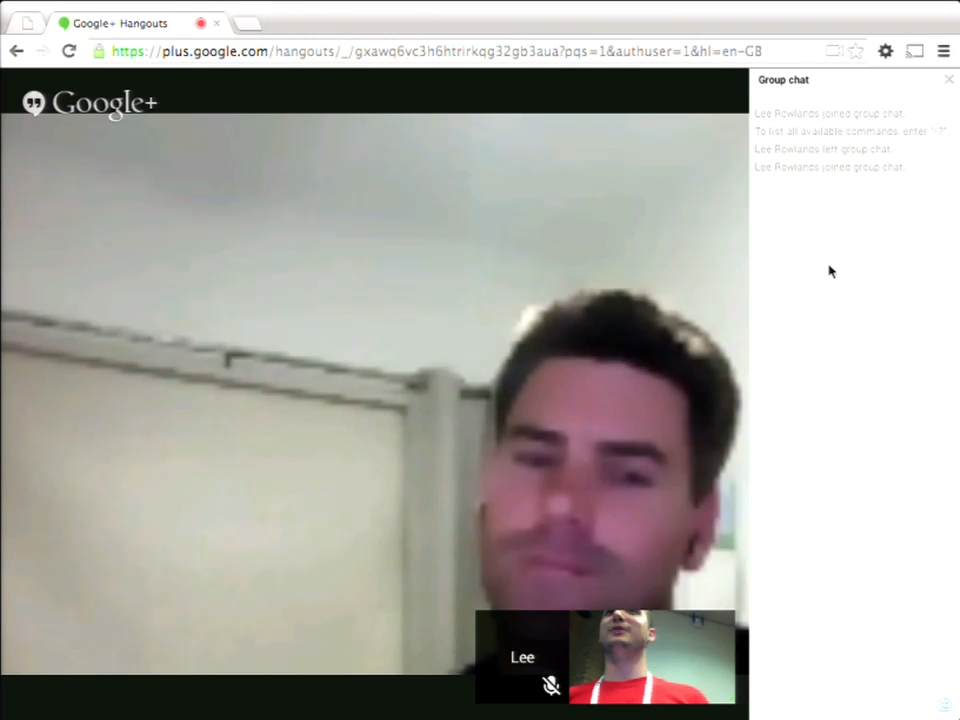 Google+ Hangouts
https://plus.google.com/hangouts/_/gxawq6vc3h6htrirkqg32gb3aua?pqs=1&authuser=1&hl=en-GB
Google+
Group chat
Lee Rowlands joined group chat.
To list all available commands, enter "/?".
Lee Rowlands left group chat.
Lee Rowlands joined group chat.
Lee